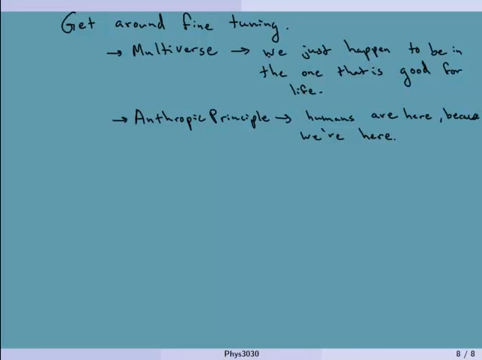 Get around fine tuning.
→ Multiverse → we just happen to be in
the one that is good for
life.
→ Anthropic Principle → humans are here, because
we're here.
Phys3030
8 / 8